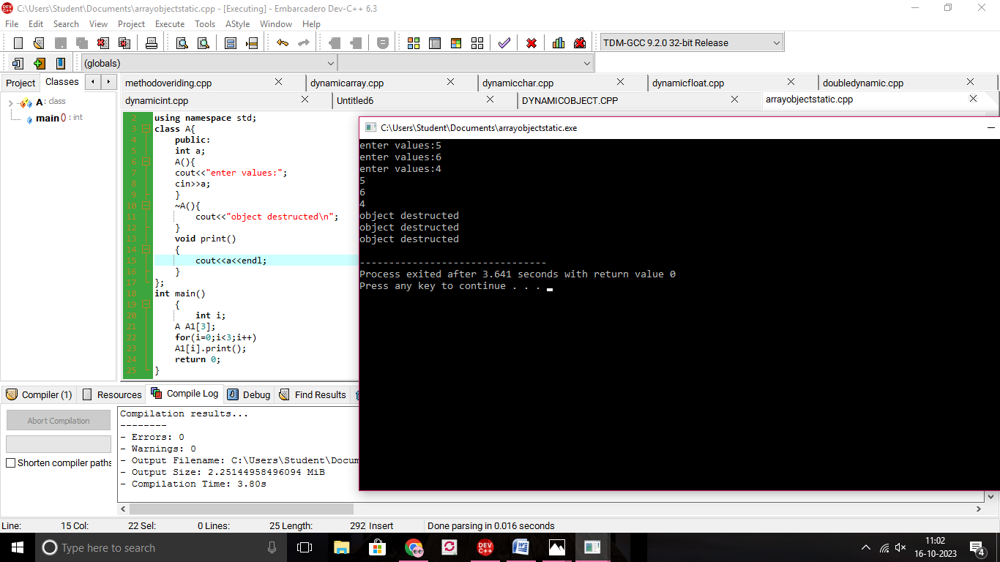 C:\Users\Student\Documents\arrayobjectstatic.cpp - [Executing] - Embarcadero Dev-C++ 6.3
File Edit Search View Project Execute Tools AStyle Window Help
TDM-GCC 9.2.0 32-bit Release
(globals)
Project Classes
methodoveriding.cpp dynamicarray.cpp dynamicchar.cpp dynamicfloat.cpp doubledynamic.cpp
dynamicint.cpp Untitled6 DYNAMICOBJECT.CPP arrayobjectstatic.cpp
A : class
main() : int
2 using namespace std;
3 class A{
4 public:
5 int a;
6 A(){
7 cout<<"enter values:";
8 cin>>a;
9 }
10 ~A(){
11 cout<<"object destructed\n";
12 }
13 void print()
14 {
15 cout<<a<<endl;
16 }
17 };
18 int main()
19 {
20 int i;
21 A A1[3];
22 for(i=0;i<3;i++)
23 A1[i].print();
24 return 0;
25 }
C:\Users\Student\Documents\arrayobjectstatic.exe
enter values:5
enter values:6
enter values:4
5
6
4
object destructed
object destructed
object destructed
--------------------------------
Process exited after 3.641 seconds with return value 0
Press any key to continue . . .
Compiler (1) Resources Compile Log Debug Find Results
Abort Compilation
Shorten compiler paths
Compilation results...
--------
- Errors: 0
- Warnings: 0
- Output Filename: C:\Users\Student\Docum
- Output Size: 2.25144958496094 MiB
- Compilation Time: 3.80s
Line: 15 Col: 22 Sel: 0 Lines: 25 Length: 292 Insert Done parsing in 0.016 seconds
Type here to search
DEV C++
11:02
16-10-2023
4